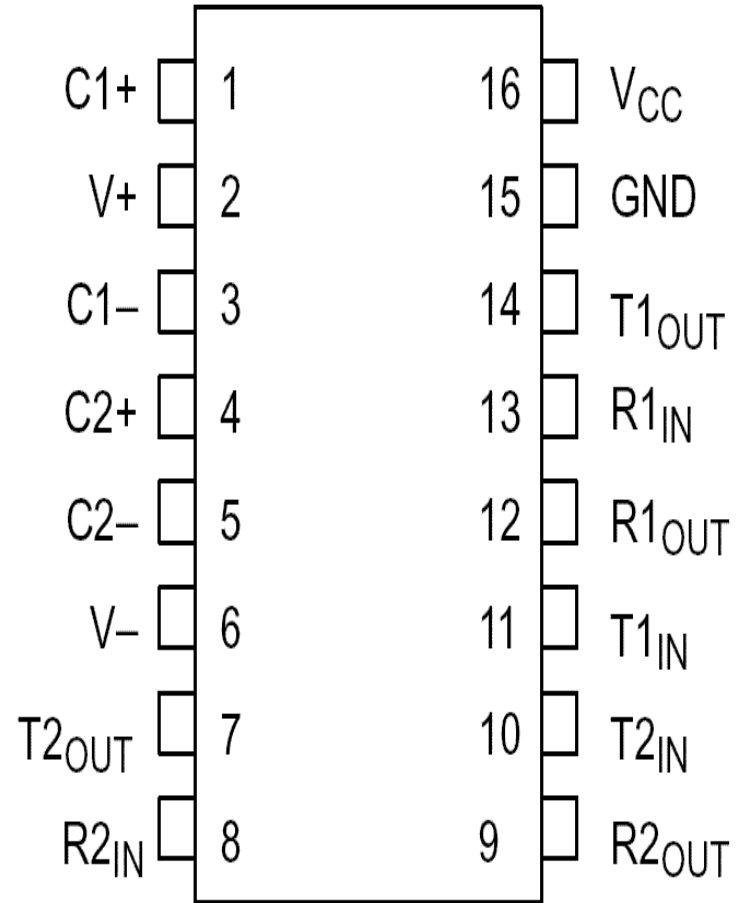 C1+ 1 16 VCC
V+ 2 15 GND
C1– 3 14 T1OUT
C2+ 4 13 R1IN
C2– 5 12 R1OUT
V– 6 11 T1IN
T2OUT 7 10 T2IN
R2IN 8 9 R2OUT